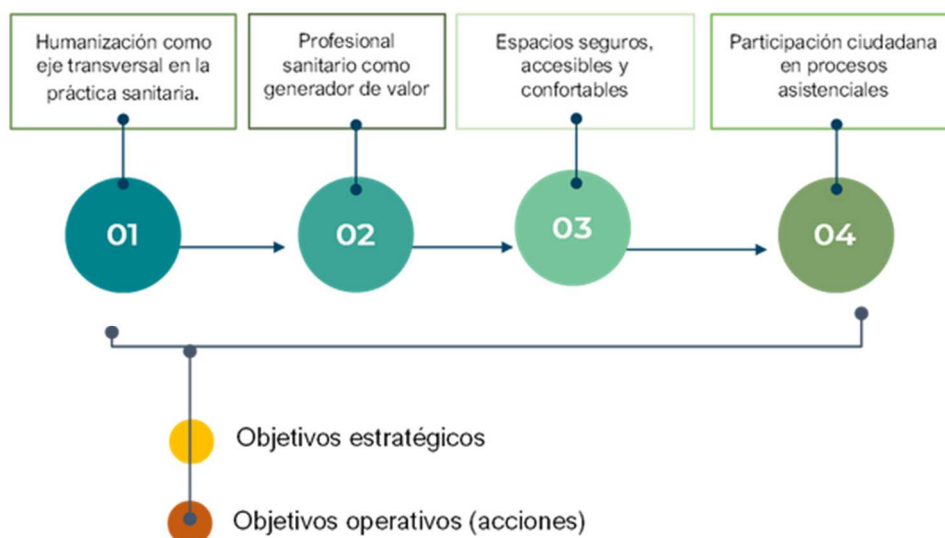 Humanización como
eje transversal en la
práctica sanitaria.
Profesional
sanitario como
generador de valor
Espacios seguros,
accesibles y
confortables
Participación ciudadana
en procesos
asistenciales
01
02
03
04
Objetivos estratégicos
Objetivos operativos (acciones)